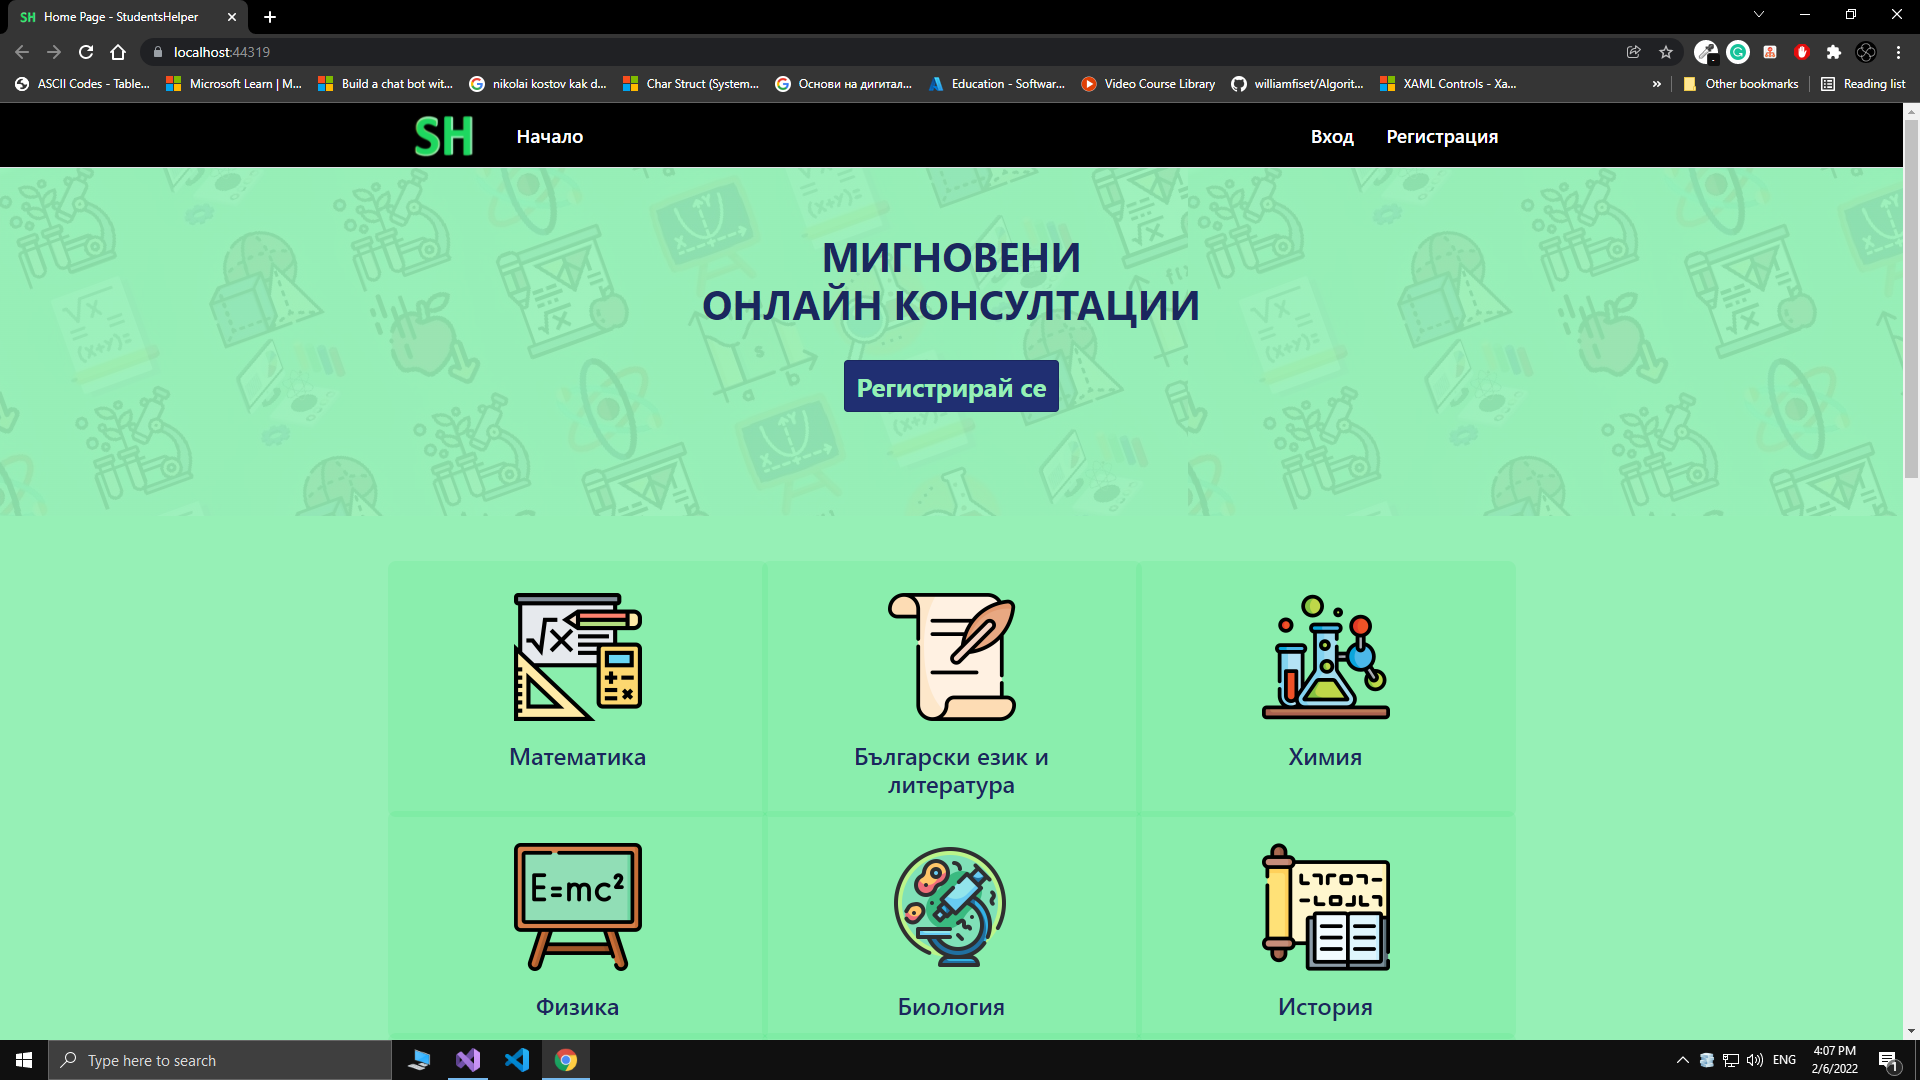 SH Home Page - StudentsHelper
localhost:44319
ASCII Codes - Table... Microsoft Learn | M... Build a chat bot wit... nikolai kostov kak d... Char Struct (System... Основи на дигитал... Education - Softwar... Video Course Library williamfiset/Algorit... XAML Controls - Xa... » Other bookmarks Reading list
SH Начало Вход Регистрация
МИГНОВЕНИ
ОНЛАЙН КОНСУЛТАЦИИ
Регистрирай се
Математика
Български език и
литература
Химия
E=mc²
Физика
Биология
История
Type here to search
ENG
4:07 PM
2/6/2022
1